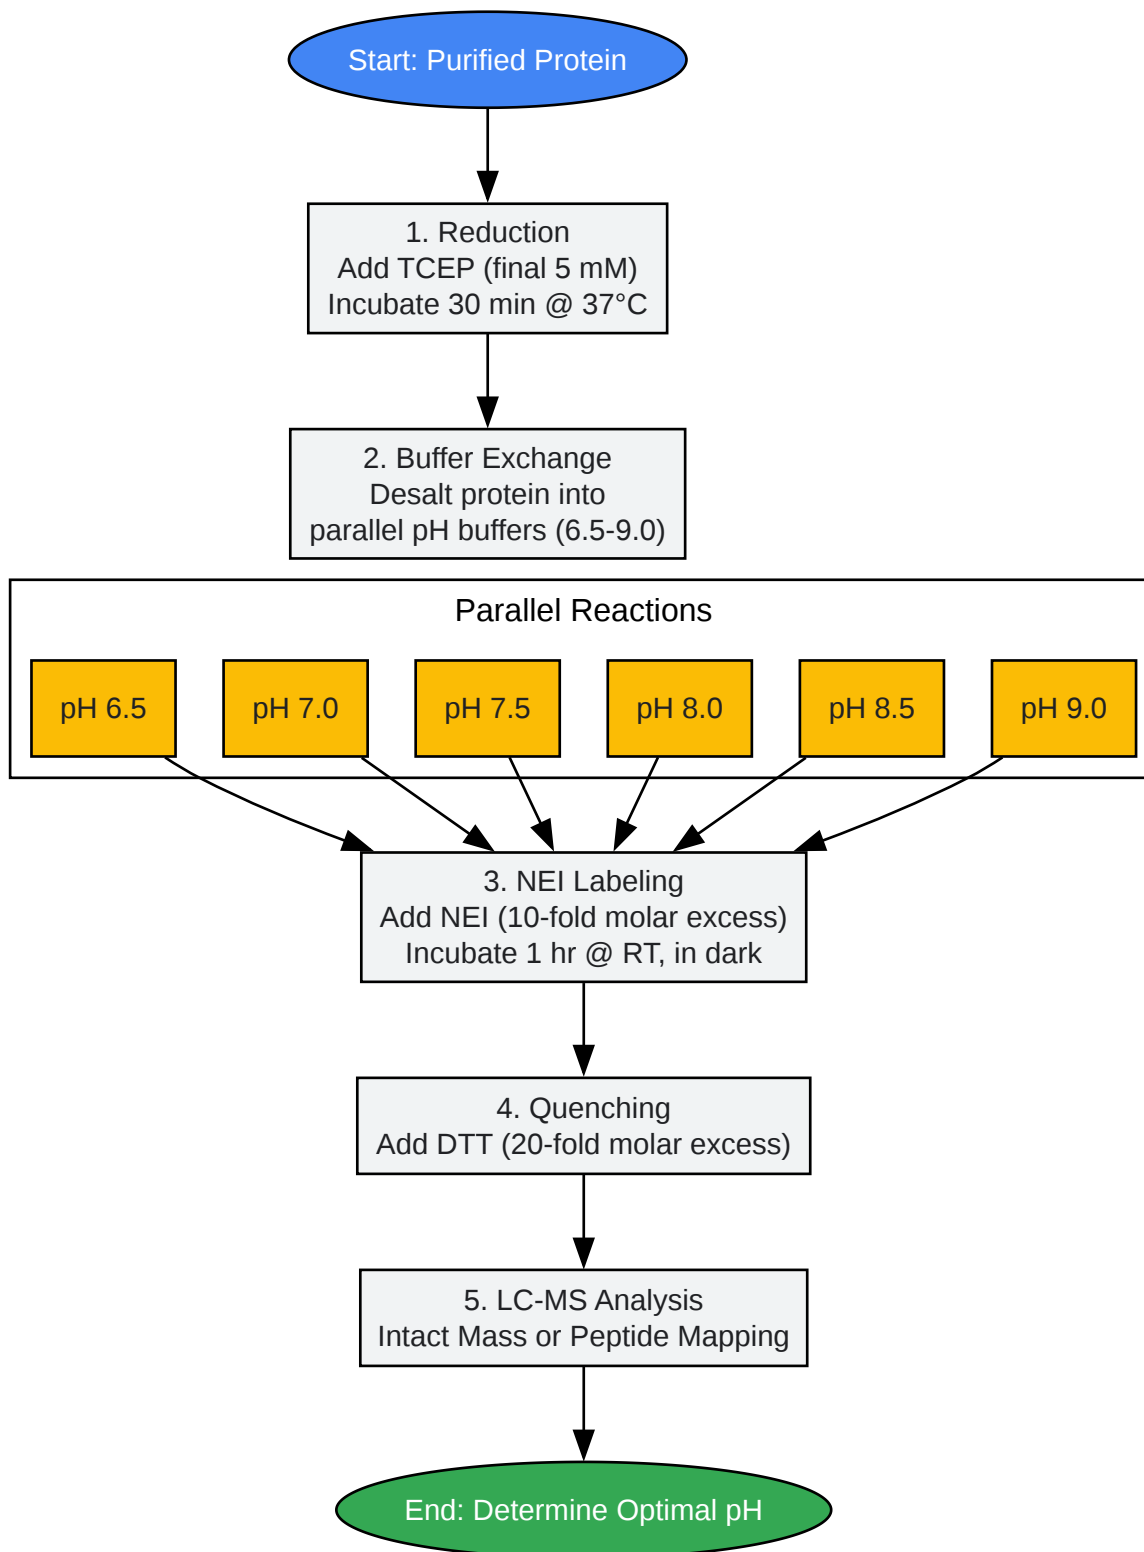 Start: Purified Protein
1. Reduction
Add TCEP (final 5 mM)
Incubate 30 min @ 37°C
2. Buffer Exchange
Desalt protein into
parallel pH buffers (6.5-9.0)
Parallel Reactions
pH 6.5
pH 7.0
pH 7.5
pH 8.0
pH 8.5
pH 9.0
3. NEI Labeling
Add NEI (10-fold molar excess)
Incubate 1 hr @ RT, in dark
4. Quenching
Add DTT (20-fold molar excess)
5. LC-MS Analysis
Intact Mass or Peptide Mapping
End: Determine Optimal pH